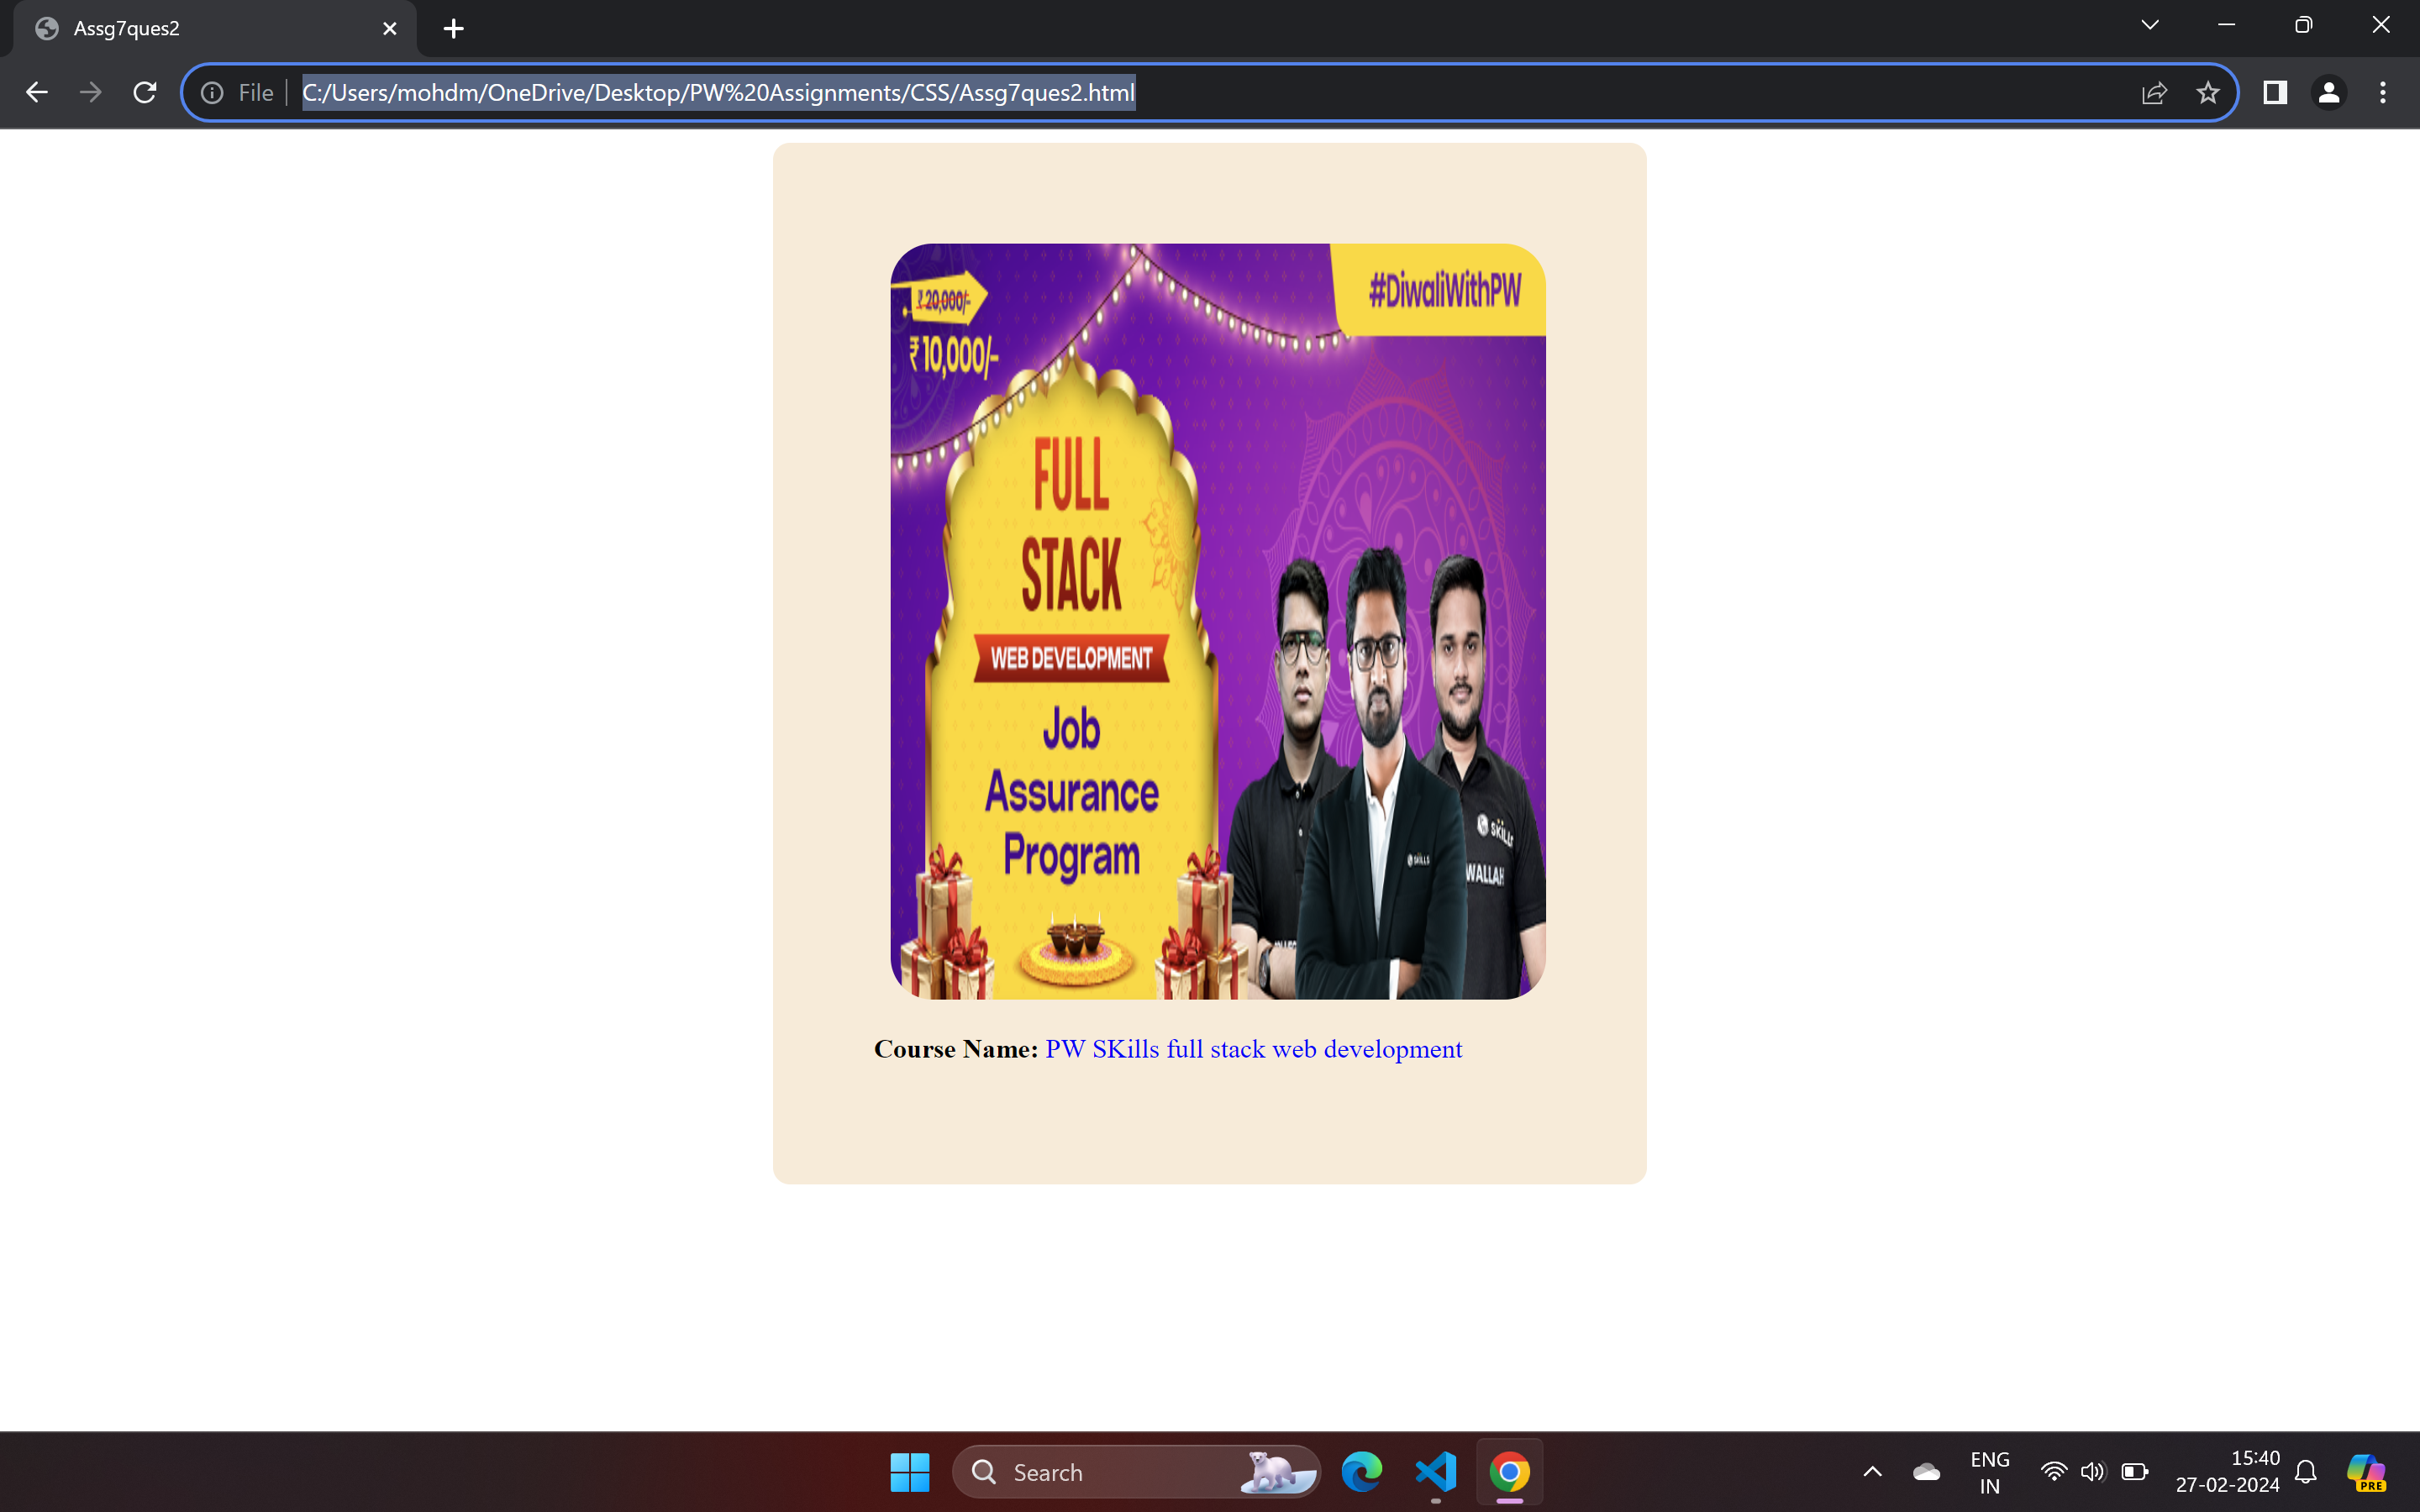 Assg7ques2
File
C:/Users/mohdm/OneDrive/Desktop/PW%20Assignments/CSS/Assg7ques2.html
₹ 20,000/-
#DiwaliWithPW
₹ 10,000/-
FULL
STACK
WEB DEVELOPMENT
Job
Assurance
Program
SKILLS
SKILLS
WALLAH
Course Name: PW SKills full stack web development
Search
ENG
IN
15:40
27-02-2024
PRE